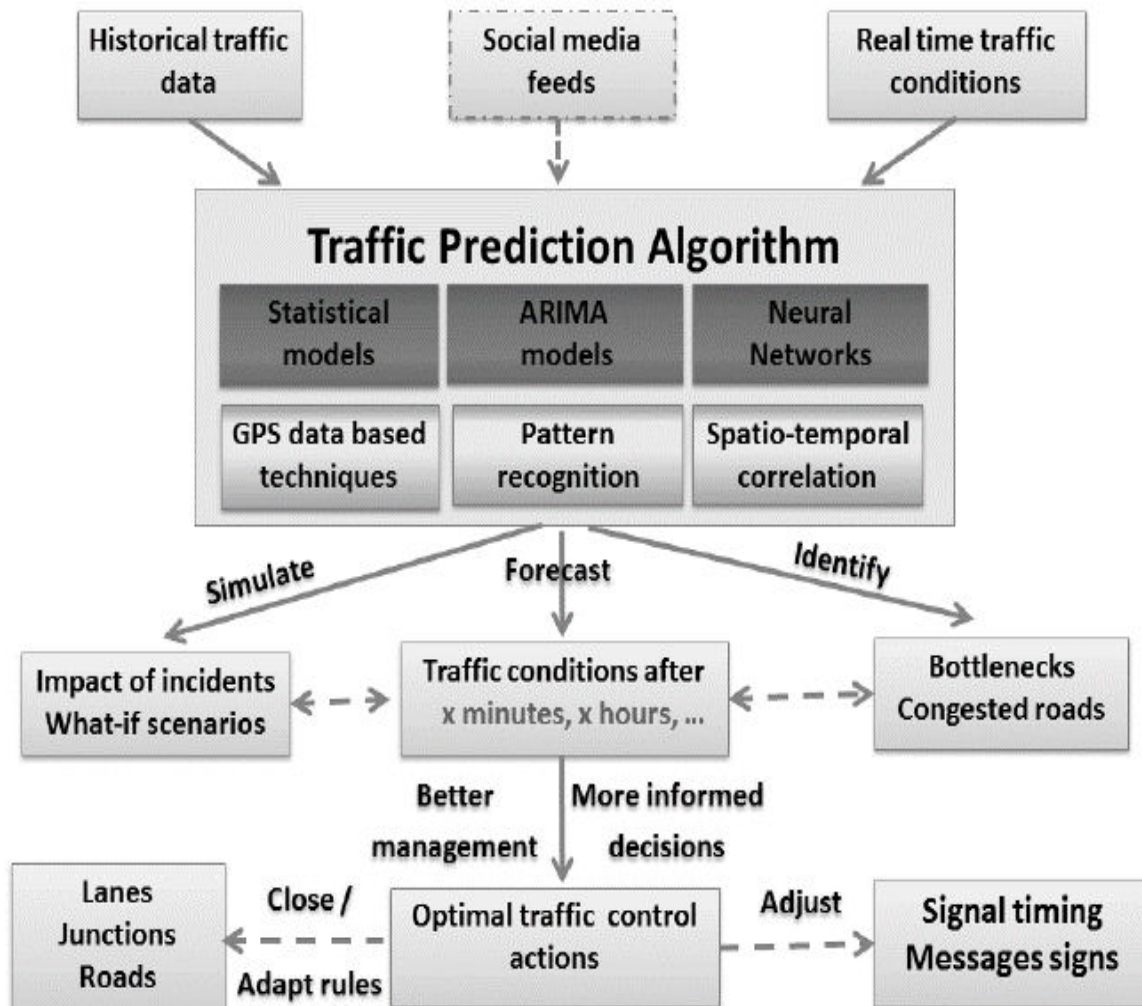 Historical traffic
data
Social media
feeds
Real time traffic
conditions
Traffic Prediction Algorithm
Statistical
models
ARIMA
models
Neural
Networks
GPS data based
techniques
Pattern
recognition
Spatio-temporal
correlation
Simulate
Forecast
Identify
Impact of incidents
What-if scenarios
Traffic conditions after
x minutes, x hours, ...
Bottlenecks
Congested roads
Better
management
More informed
decisions
Lanes
Junctions
Roads
Close /
Adapt rules
Optimal traffic control
actions
Adjust
Signal timing
Messages signs